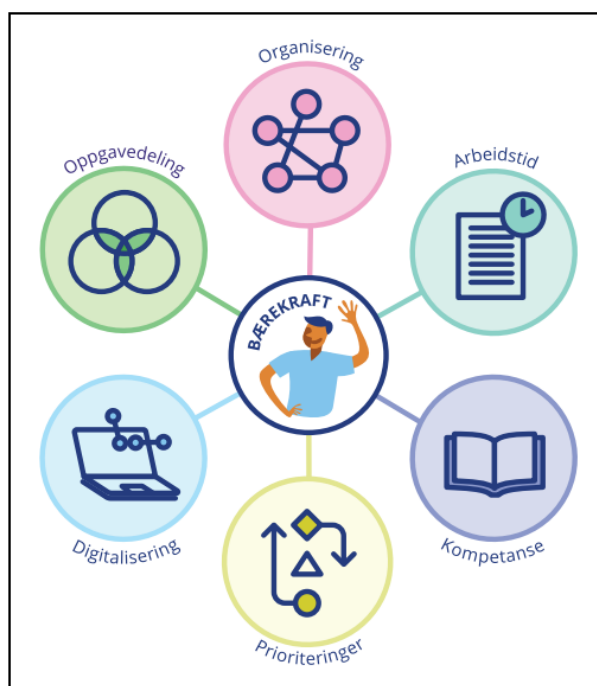 Organisering
Oppgavedeling
Arbeidstid
BÆREKRAFT
Digitalisering
Kompetanse
Prioriteringer